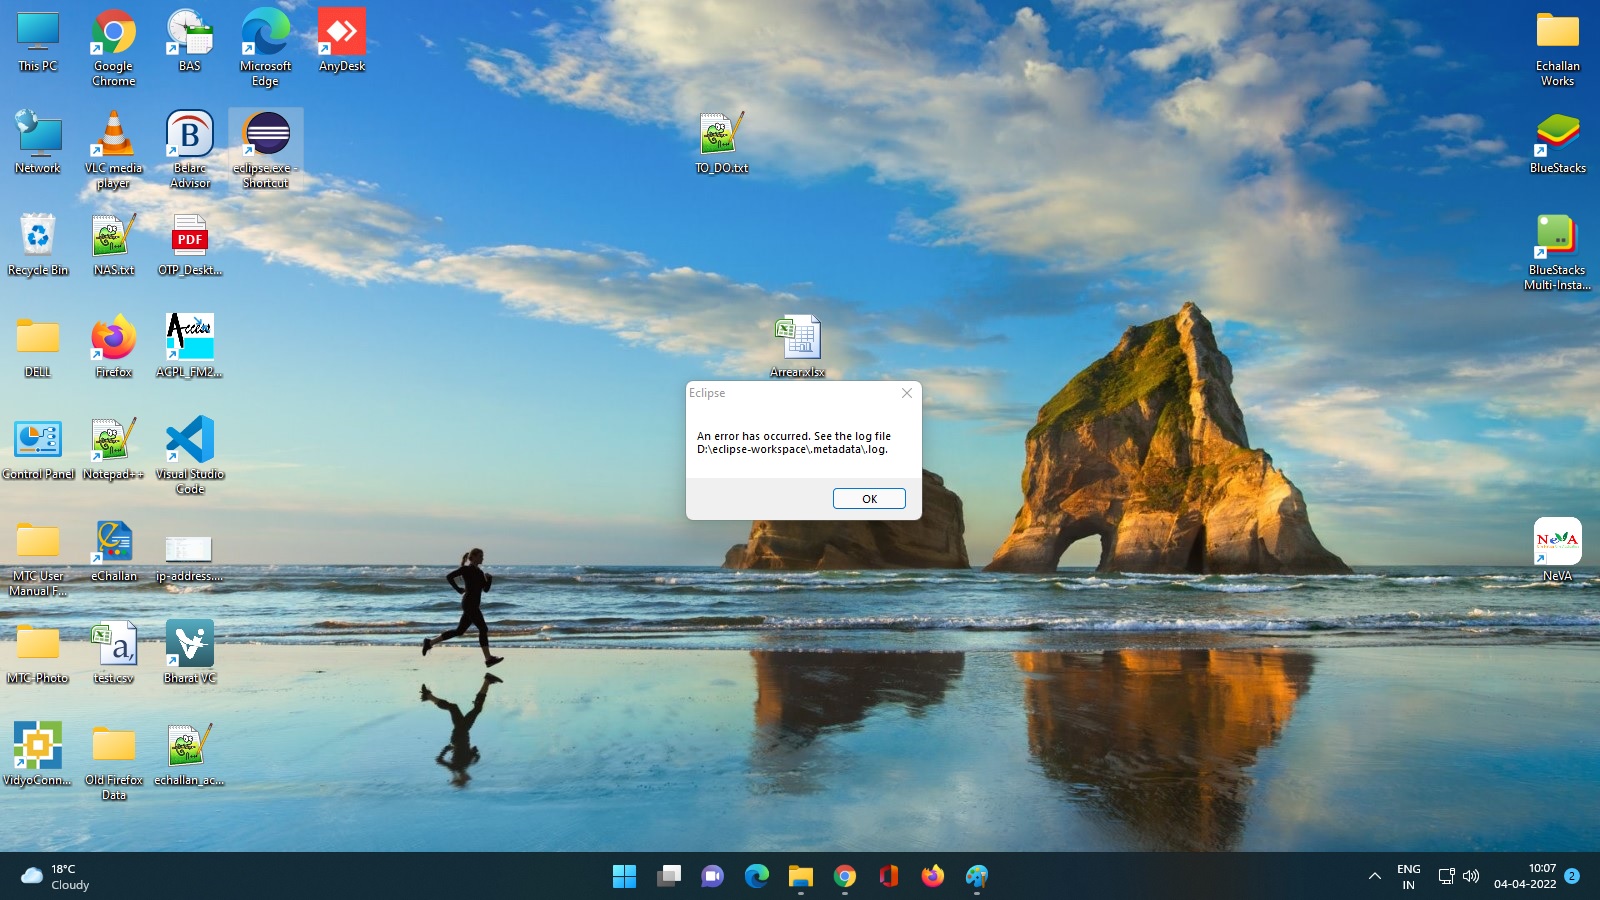 This PC
Google
Chrome
BAS
Microsoft
Edge
AnyDesk
Echallan
Works
Network
VLC media
player
Belarc
Advisor
eclipse.exe -
Shortcut
TO_DO.txt
BlueStacks
Recycle Bin
NAS.txt
PDF
OTP_Deskt...
BlueStacks
Multi-Insta...
DELL
Firefox
Access
ACPL_FM2...
Arrear.xlsx
Eclipse
An error has occurred. See the log file
D:\eclipse-workspace\.metadata\.log.
OK
Control Panel
Notepad++
Visual Studio
Code
MTC User
Manual F...
eChallan
ip-address....
NeVA
NeVA
MTC-Photo
a,
test.csv
Bharat VC
VidyoConn...
Old Firefox
Data
echallan_ac...
18°C
Cloudy
ENG
IN
10:07
04-04-2022
2